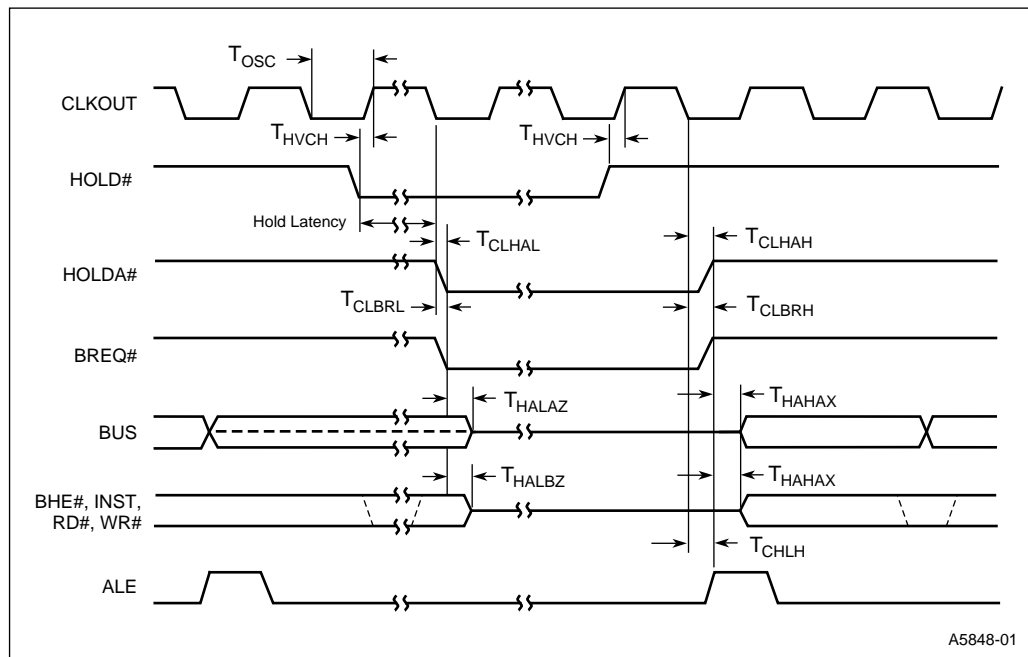 TOSC
CLKOUT
THVCH THVCH
HOLD#
Hold Latency
TCLHAL TCLHAH
HOLDA#
TCLBRL TCLBRH
BREQ#
THALAZ THAHAX
BUS
THALBZ THAHAX
BHE#, INST,
RD#, WR#
TCHLH
ALE
A5848-01